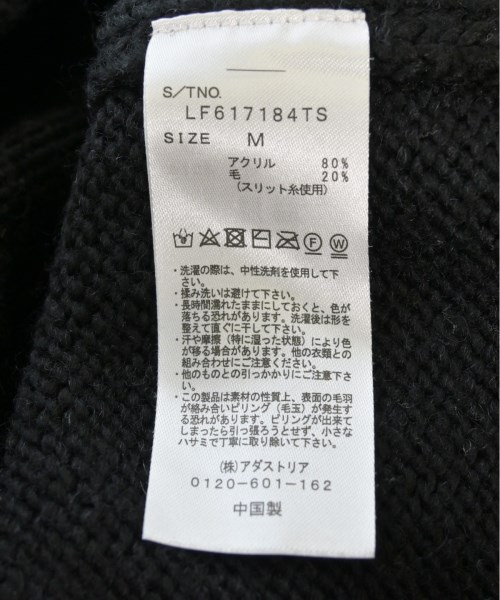 S/TNO.
LF617184TS
SIZE M
アクリル 80%
毛 20%
(スリット糸使用)
・洗濯の際は、中性洗剤を使用して下
さい。
・揉み洗いは避けて下さい。
・長時間濡れたままにしておくと、色が
落ちる恐れがあります。洗濯後は形を
整えて直ぐに干して下さい。
・汗や摩擦（特に湿った状態）により色
が移る場合があります。他の衣類との
組み合わせにご注意下さい。
・他のものとの引っかかりにご注意下さ
い。
・この製品は素材の性質上、表面の毛羽
が絡み合いピリング（毛玉）が発生す
る恐れがあります。ピリングが出来て
しまったら引っ張ろうとせず、小さな
ハサミで丁寧に取り除いて下さい。
(株)アダストリア
0120-601-162
中国製